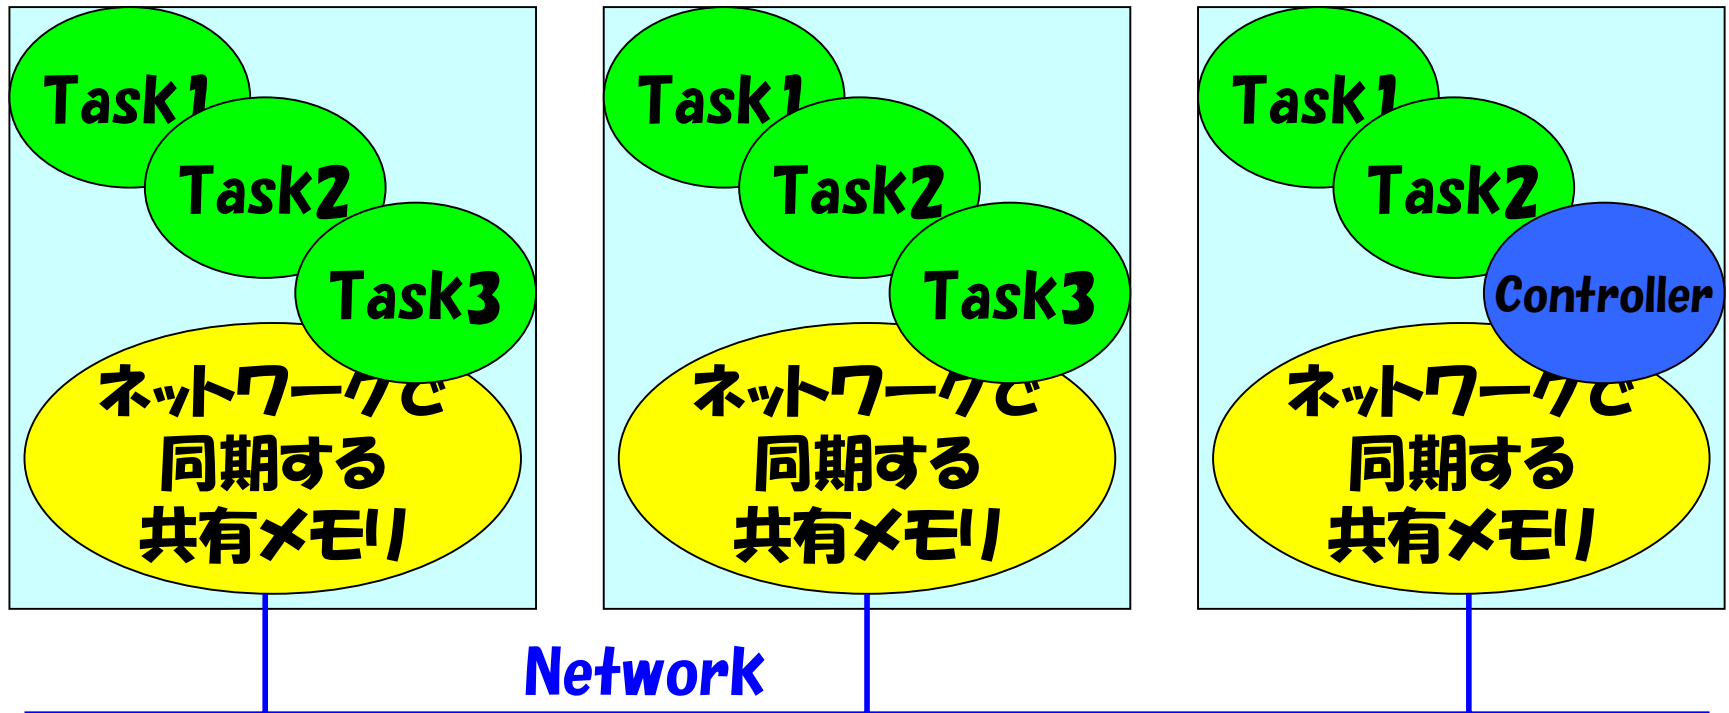 Task1
Task2
Task3
ネットワークで
同期する
共有メモリ
Task1
Task2
Task3
ネットワークで
同期する
共有メモリ
Task1
Task2
Controller
ネットワークで
同期する
共有メモリ
Network